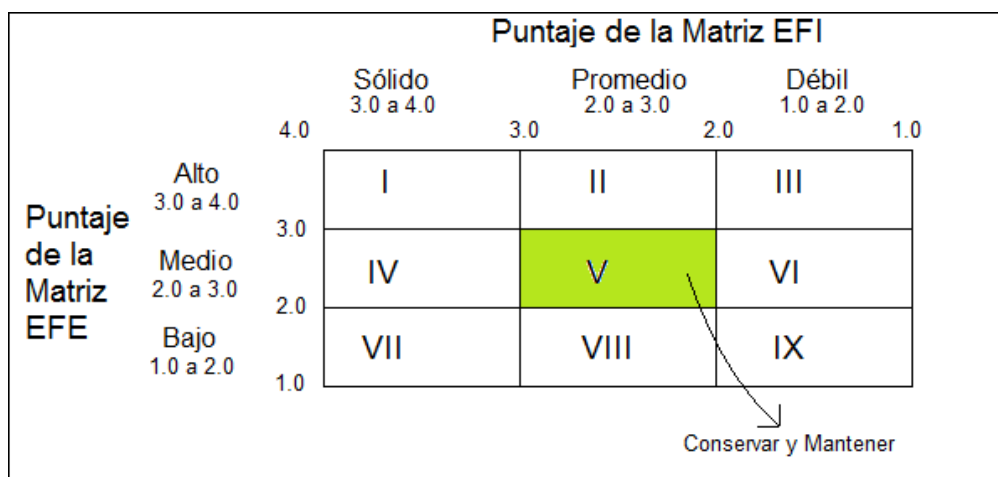 Puntaje de la Matriz EFI
Sólido Promedio Débil
3.0 a 4.0 2.0 a 3.0 1.0 a 2.0
4.0 3.0 2.0 1.0
Puntaje
de la
Matriz
EFE
Alto
3.0 a 4.0
I II III
3.0
Medio
2.0 a 3.0
IV V VI
2.0
Bajo
1.0 a 2.0
VII VIII IX
1.0
Conservar y Mantener